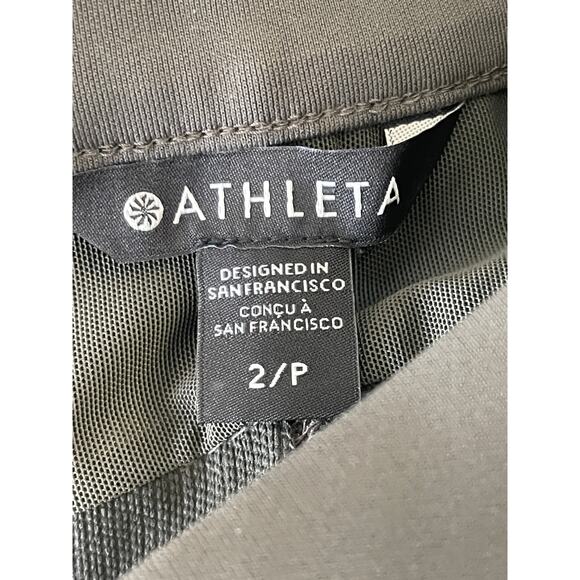 ATHLETA
DESIGNED IN
SAN FRANCISCO
CONÇU À
SAN FRANCISCO
2/P